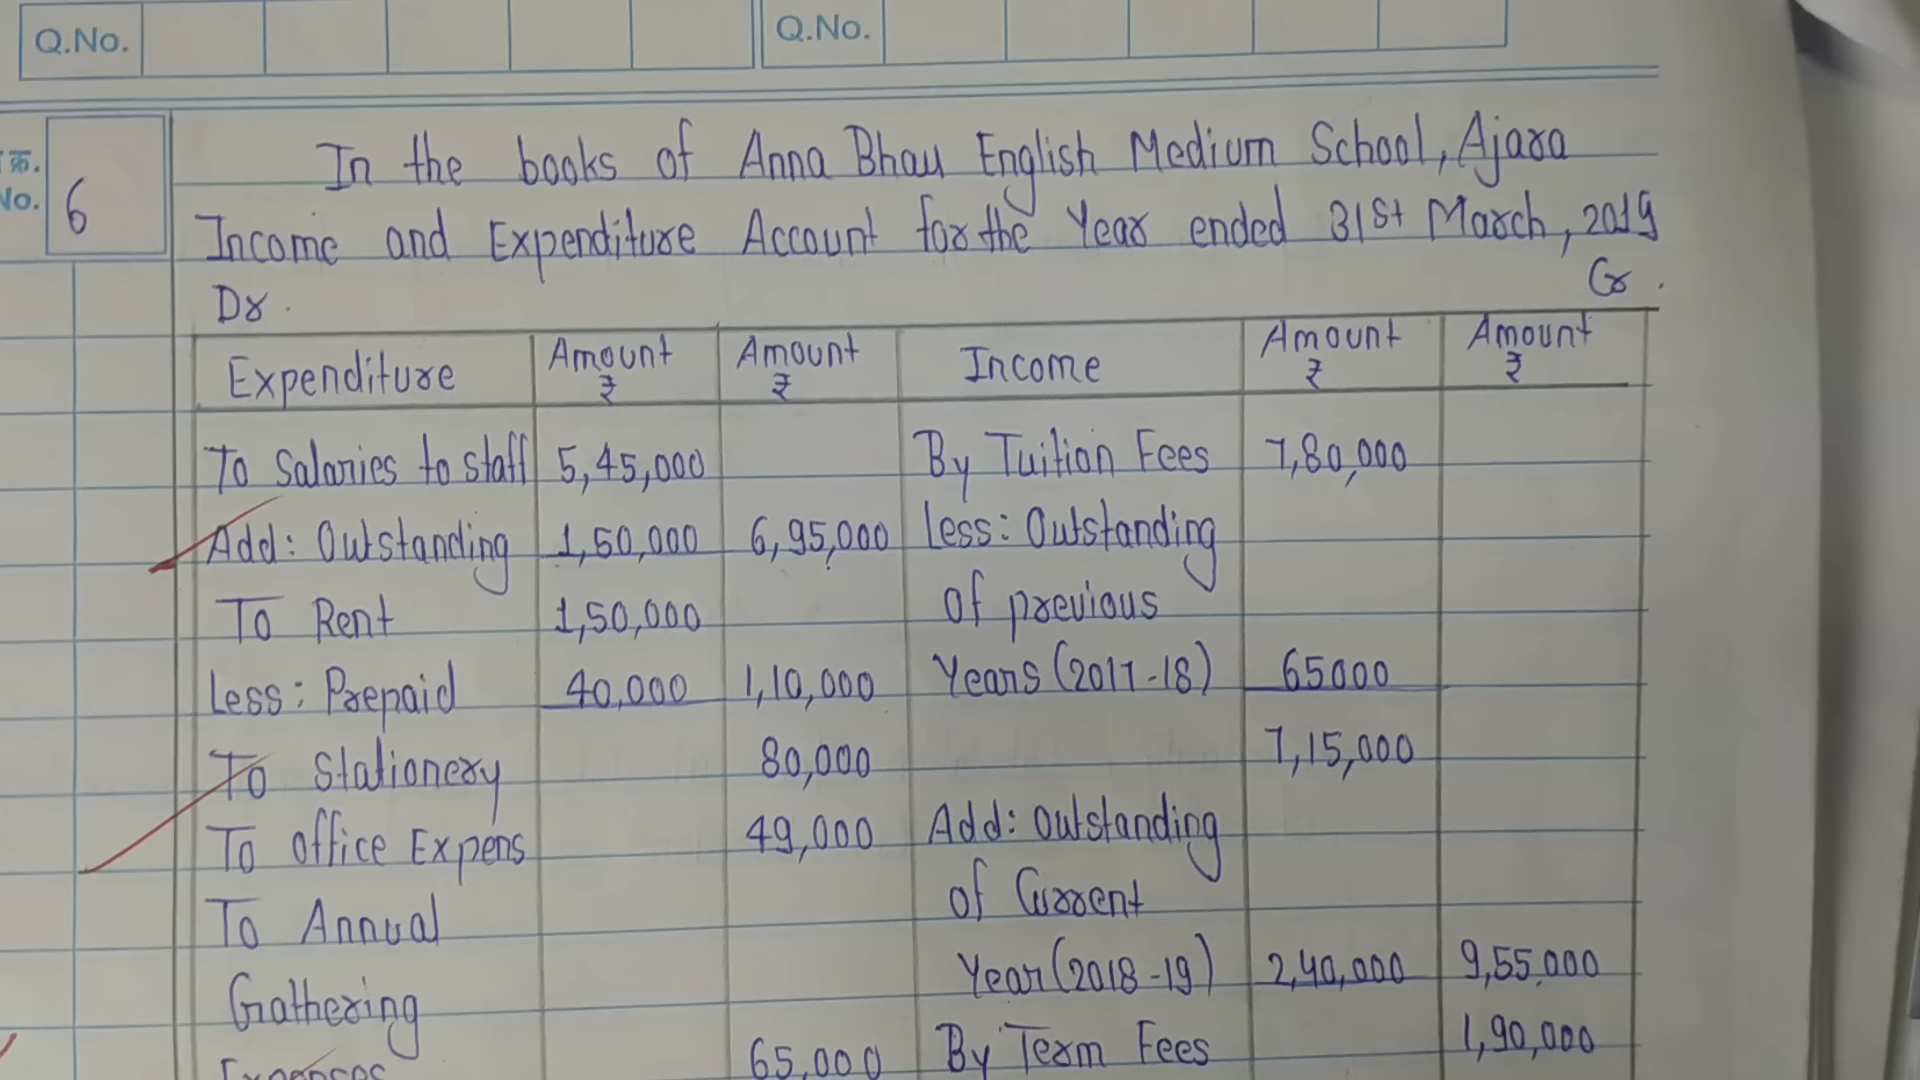 Q.No. Q.No.
क्र.
No. 6
In the books of Anna Bhau English Medium School, Ajara
Income and Expenditure Account for the Year ended 31st March, 2019
Dr. Cr.
Expenditure Amount ₹ Amount ₹ Income Amount ₹ Amount ₹
To Salaries to staff 5,45,000 By Tuition Fees 7,80,000
Add: Outstanding 1,50,000 6,95,000 Less: Outstanding
To Rent 1,50,000 of previous
Less: Prepaid 40,000 1,10,000 Years (2017-18) 65000
To Stationery 80,000 7,15,000
To office Expens 49,000 Add: Outstanding
To Annual of Current
Gathering Year (2018-19) 2,40,000 9,55,000
Expenses 65,000 By Term Fees 1,90,000